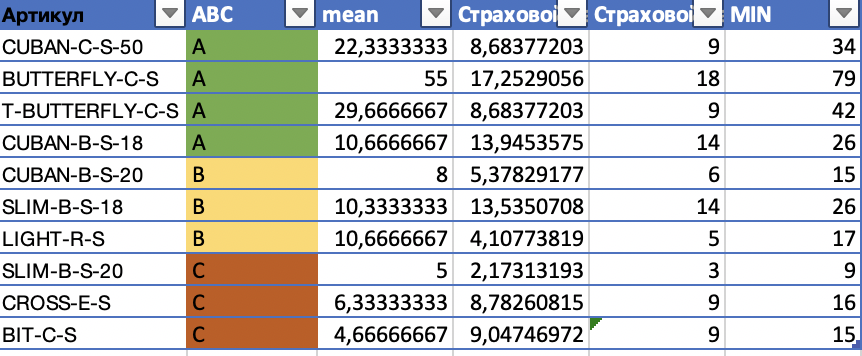 Артикул ABC mean Страховой Страховой MIN
CUBAN-C-S-50 A 22,3333333 8,68377203 9 34
BUTTERFLY-C-S A 55 17,2529056 18 79
T-BUTTERFLY-C-S A 29,6666667 8,68377203 9 42
CUBAN-B-S-18 A 10,6666667 13,9453575 14 26
CUBAN-B-S-20 B 8 5,37829177 6 15
SLIM-B-S-18 B 10,3333333 13,5350708 14 26
LIGHT-R-S B 10,6666667 4,10773819 5 17
SLIM-B-S-20 C 5 2,17313193 3 9
CROSS-E-S C 6,33333333 8,78260815 9 16
BIT-C-S C 4,66666667 9,04746972 9 15